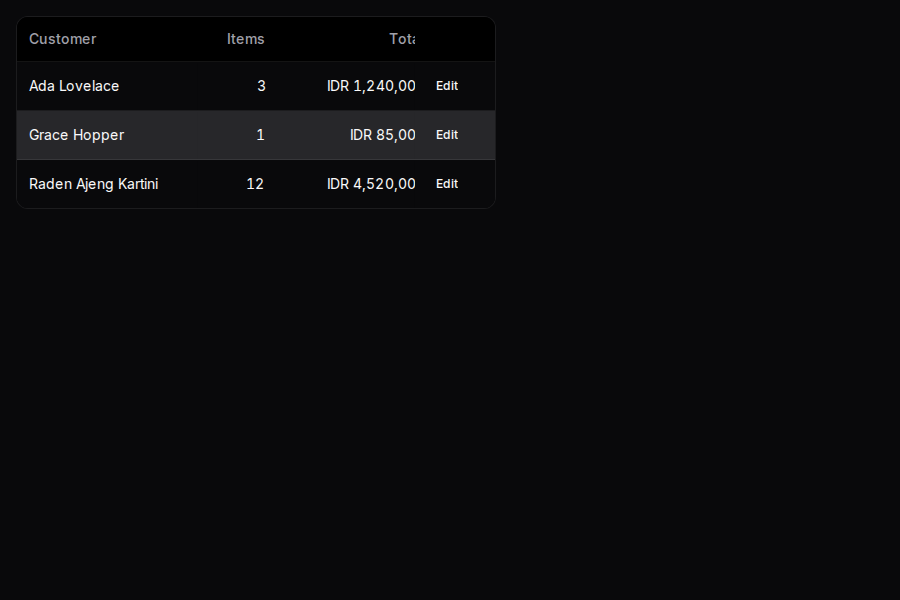 Customer Items Tota
Ada Lovelace 3 IDR 1,240,00 Edit
Grace Hopper 1 IDR 85,00 Edit
Raden Ajeng Kartini 12 IDR 4,520,00 Edit